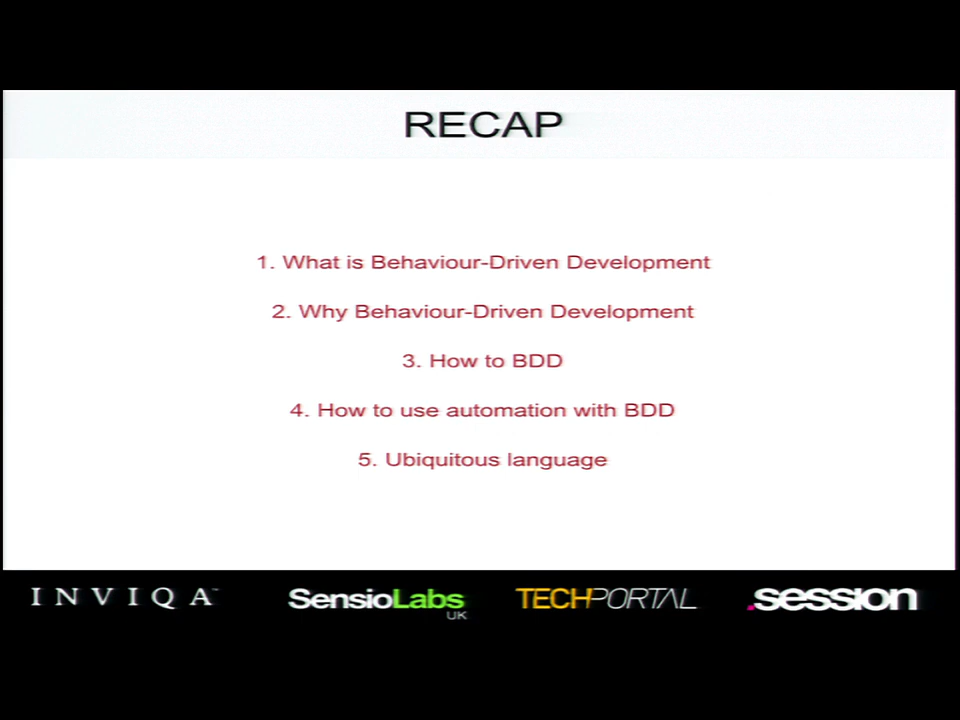 RECAP
1. What is Behaviour-Driven Development
2. Why Behaviour-Driven Development
3. How to BDD
4. How to use automation with BDD
5. Ubiquitous language
INVIQA™
SensioLabs
UK
TECHPORTAL
.session